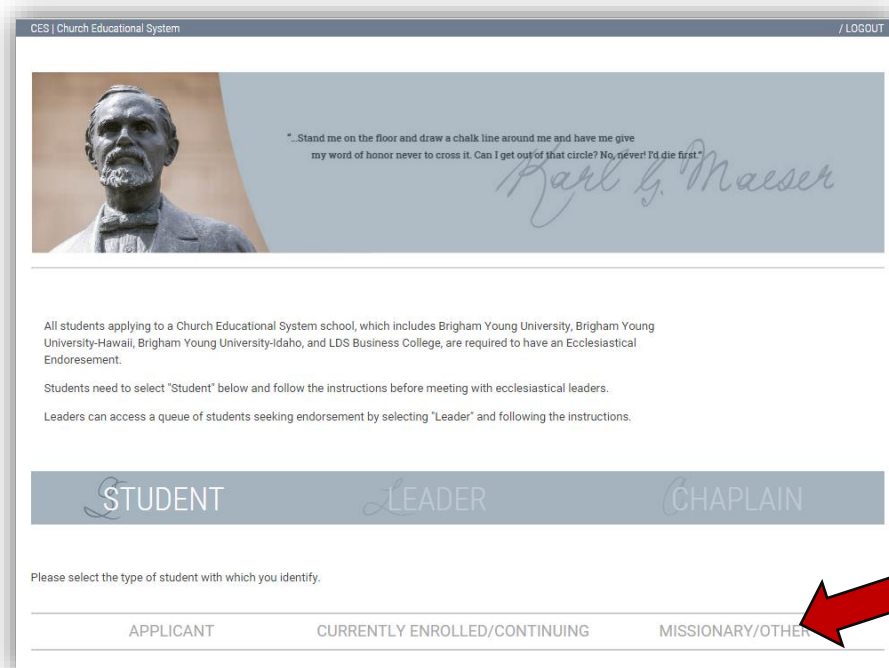 CES | Church Educational System / LOGOUT
"...Stand me on the floor and draw a chalk line around me and have me give
my word of honor never to cross it. Can I get out of that circle? No, never! I'd die first."
Karl G. Maeser
All students applying to a Church Educational System school, which includes Brigham Young University, Brigham Young
University-Hawaii, Brigham Young University-Idaho, and LDS Business College, are required to have an Ecclesiastical
Endoresement.
Students need to select "Student" below and follow the instructions before meeting with ecclesiastical leaders.
Leaders can access a queue of students seeking endorsement by selecting "Leader" and following the instructions.
STUDENT LEADER CHAPLAIN
Please select the type of student with which you identify.
APPLICANT CURRENTLY ENROLLED/CONTINUING MISSIONARY/OTHER